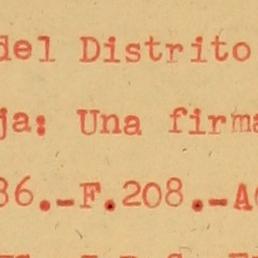 del Distrito
ja: Una firma
86.-F.208.-A